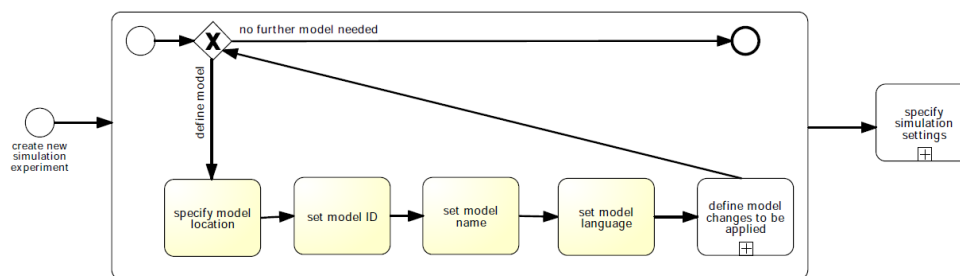 no further model needed
define model
create new
simulation
experiment
specify model
location
set model ID
set model
name
set model
language
define model
changes to be
applied
specify
simulation
settings